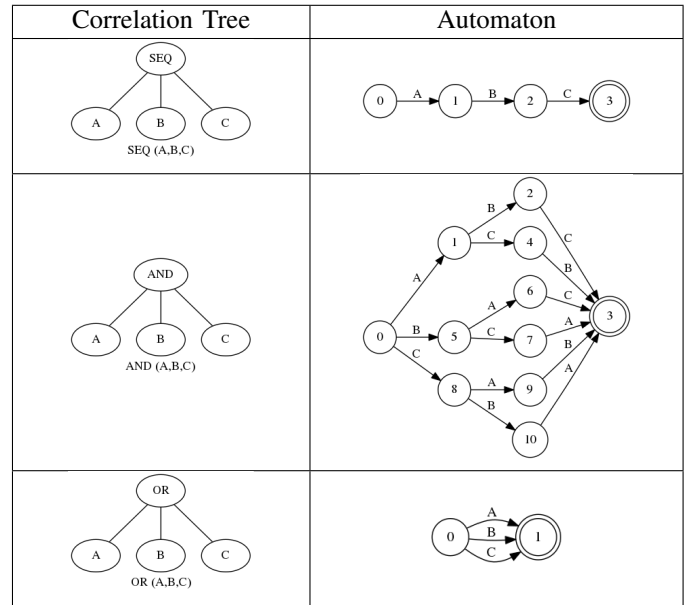 Correlation Tree Automaton
SEQ
A B C
SEQ (A,B,C)
0 A 1 B 2 C 3
AND
A B C
AND (A,B,C)
2
B
1 C 4 C
A B
6
A C
0 B 5 C 7 A 3
C B
8 A 9 A
B
10
OR
A B C
OR (A,B,C)
A
0 B 1
C